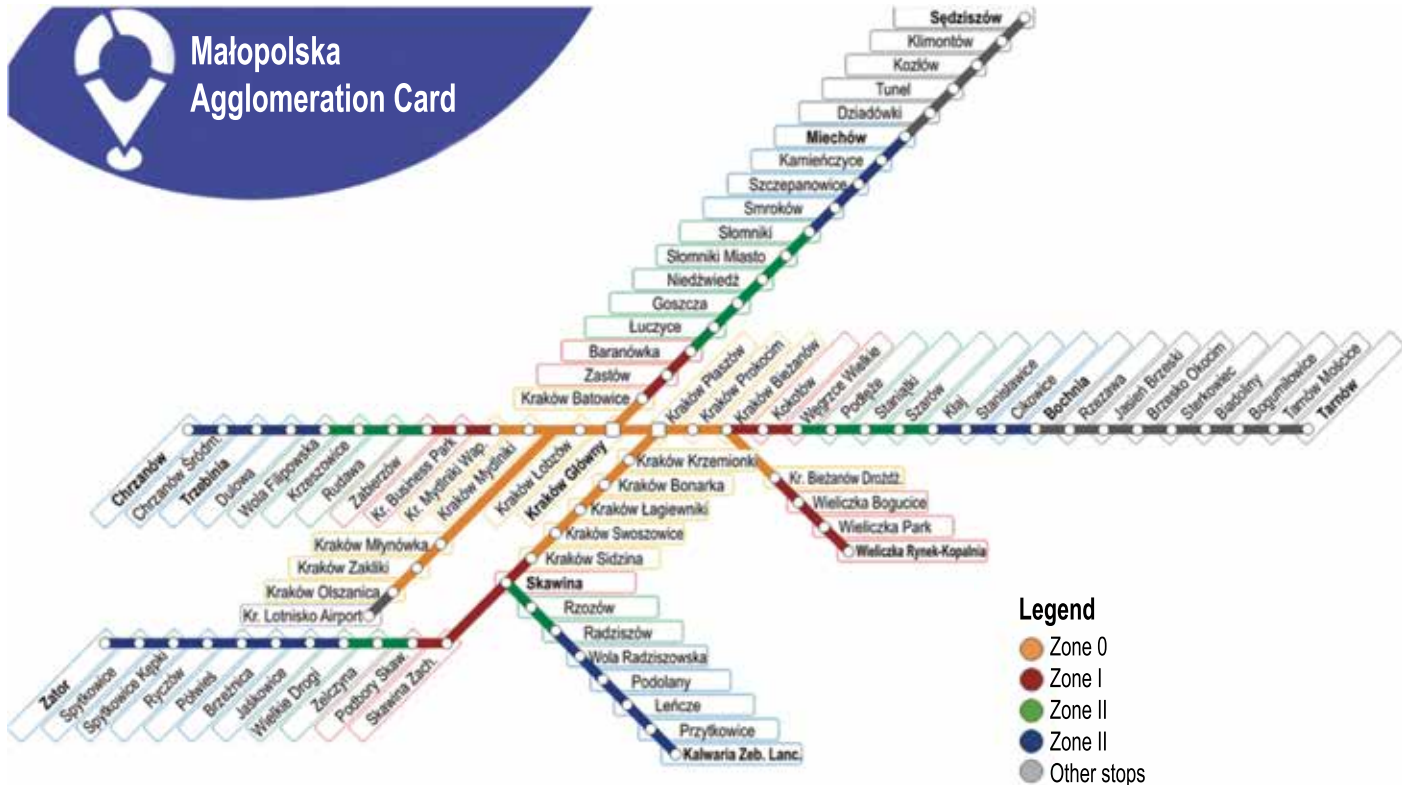 Małopolska
Agglomeration Card
Sędziszów
Klimontów
Kozłów
Tunel
Dziadówki
Miechów
Kamieńczyce
Szczepanowice
Smroków
Słomniki
Słomniki Miasto
Niedźwiedź
Goszcza
Łuczyce
Baranówka
Zastów
Kraków Batowice
Kraków Płaszów
Kraków Prokocim
Kraków Bieżanów
Kokotów
Węgrzce Wielkie
Podłęże
Staniątki
Szarów
Kłaj
Stanisławice
Cikowice
Bochnia
Rzezawa
Jasień Brzeski
Brzesko Okocim
Sterkowiec
Biadoliny
Bogumiłowice
Tarnów Mościce
Tarnów
Chrzanów
Chrzanów Śródm.
Trzebinia
Dulowa
Wola Filipowska
Krzeszowice
Rudawa
Zabierzów
Kr. Business Park
Kr. Mydlniki Wap.
Kraków Mydlniki
Kraków Łobzów
Kraków Główny
Kraków Krzemionki
Kraków Bonarka
Kraków Łagiewniki
Kraków Swoszowice
Kraków Sidzina
Skawina
Kr. Bieżanów Drożdż.
Wieliczka Bogucice
Wieliczka Park
Wieliczka Rynek-Kopalnia
Kraków Młynówka
Kraków Zakliki
Kraków Olszanica
Kr. Lotnisko Airport
Rzozów
Radziszów
Wola Radziszowska
Podolany
Leńcze
Przytkowice
Kalwaria Zeb. Lanc.
Zator
Spytkowice
Spytkowice Kępki
Ryczów
Półwieś
Brzeźnica
Jaśkowice
Wielkie Drogi
Zelczyna
Podbory Skaw.
Skawina Zach.
Legend
Zone 0
Zone I
Zone II
Zone II
Other stops